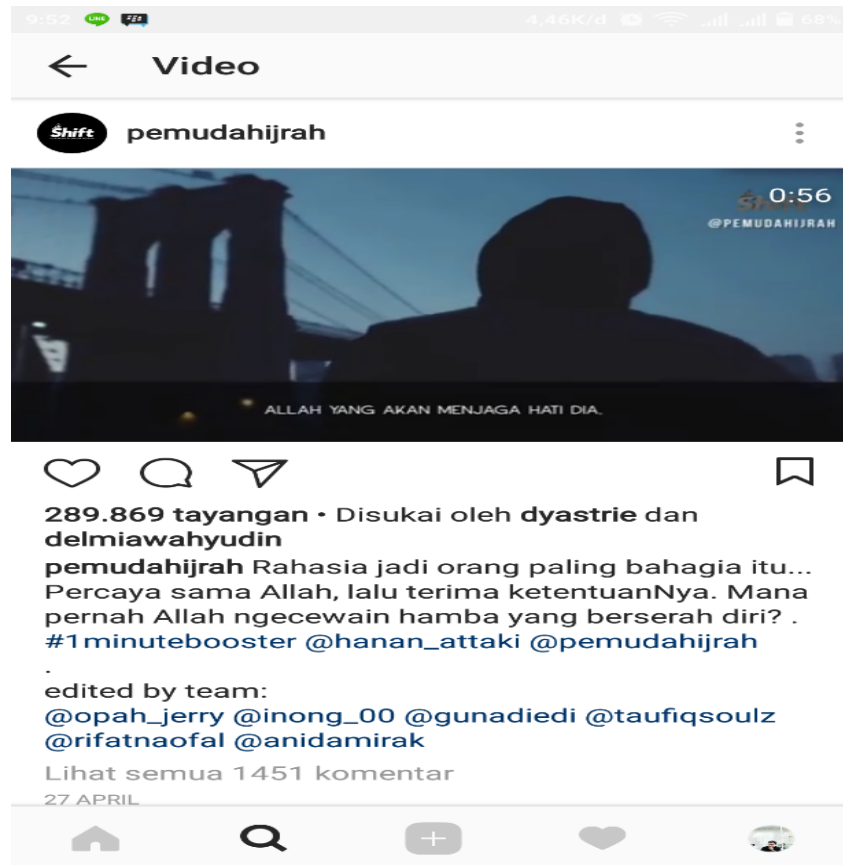 9:52 LINE 4,46K/d 68%
Video
Shift
pemudahijrah
0:56
@PEMUDAHIJRAH
ALLAH YANG AKAN MENJAGA HATI DIA.
289.869 tayangan • Disukai oleh dyastrie dan
delmiawahyudin
pemudahijrah Rahasia jadi orang paling bahagia itu...
Percaya sama Allah, lalu terima ketentuanNya. Mana
pernah Allah ngecewain hamba yang berserah diri? .
#1minutebooster @hanan_attaki @pemudahijrah
.
edited by team:
@opah_jerry @inong_00 @gunadiedi @taufiqsoulz
@rifatnaofal @anidamirak
Lihat semua 1451 komentar
27 APRIL